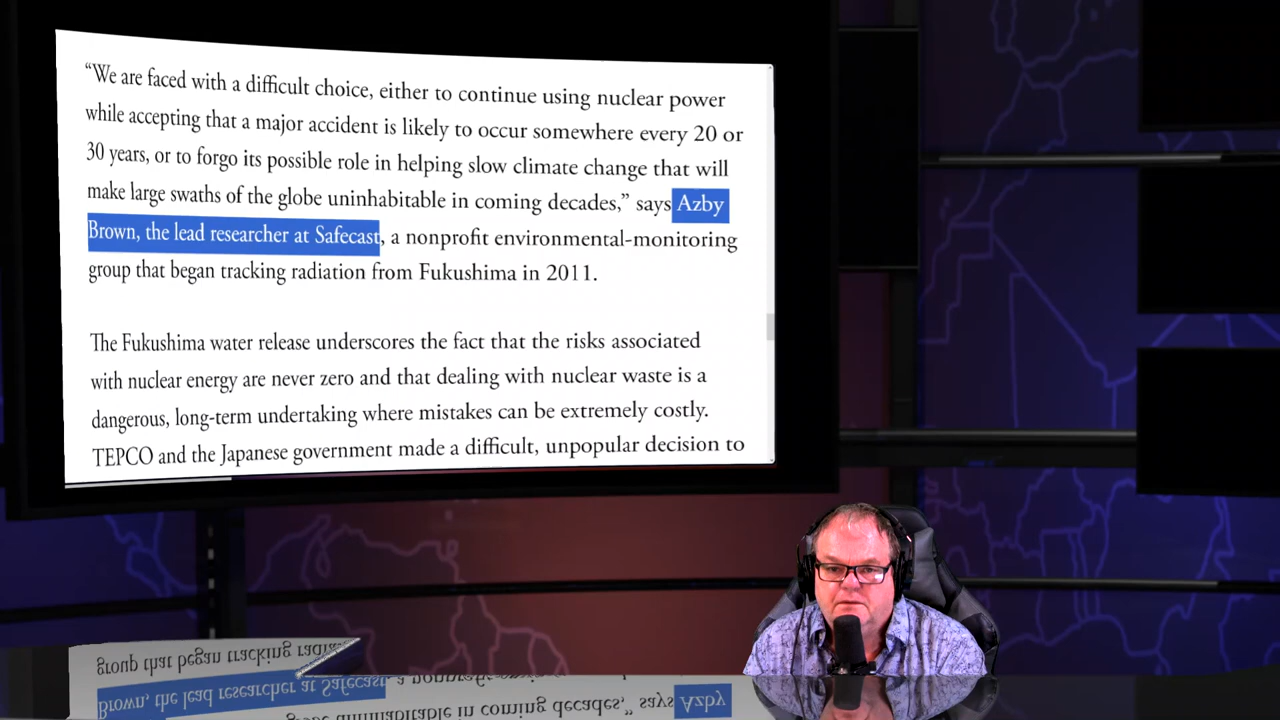 “We are faced with a difficult choice, either to continue using nuclear power
while accepting that a major accident is likely to occur somewhere every 20 or
30 years, or to forgo its possible role in helping slow climate change that will
make large swaths of the globe uninhabitable in coming decades,” says Azby
Brown, the lead researcher at Safecast, a nonprofit environmental-monitoring
group that began tracking radiation from Fukushima in 2011.
The Fukushima water release underscores the fact that the risks associated
with nuclear energy are never zero and that dealing with nuclear waste is a
dangerous, long-term undertaking where mistakes can be extremely costly.
TEPCO and the Japanese government made a difficult, unpopular decision to